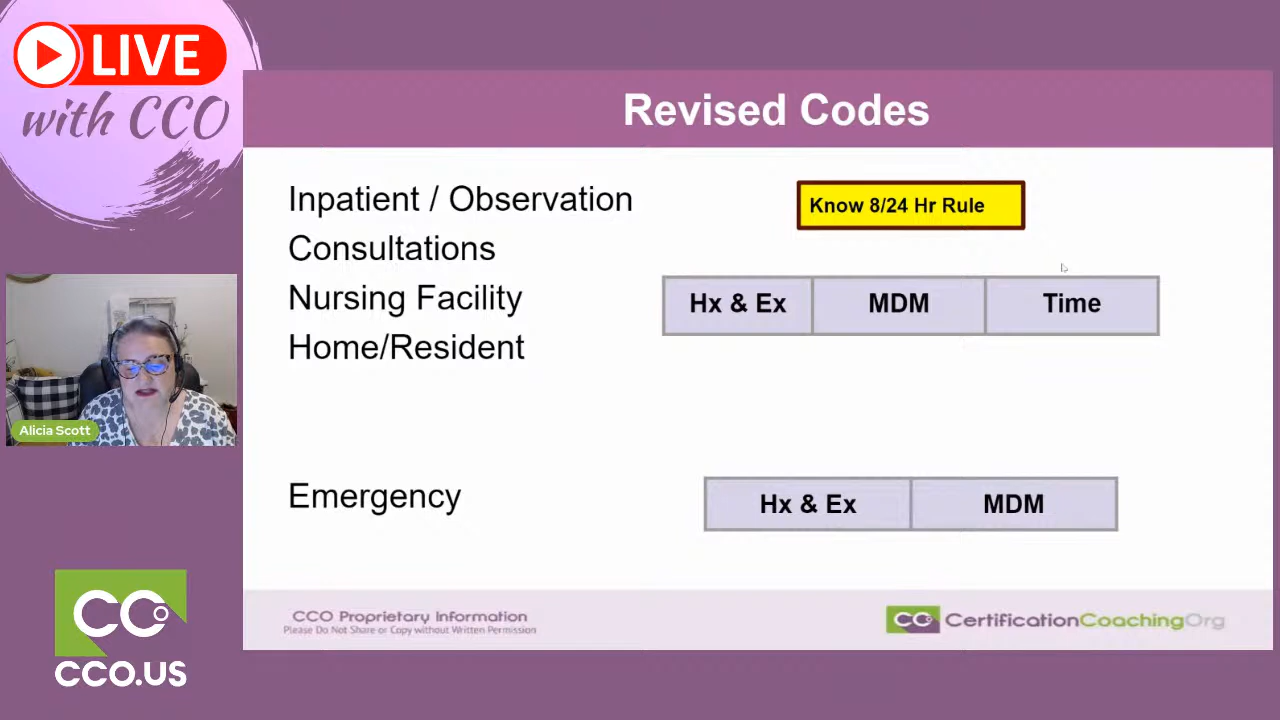 LIVE
with CCO
Revised Codes
Inpatient / Observation
Know 8/24 Hr Rule
Consultations
Nursing Facility
Hx & Ex
MDM
Time
Home/Resident
Alicia Scott
Emergency
Hx & Ex
MDM
CCO
CCO.US
CCO Proprietary Information
Please Do Not Share or Copy without Written Permission
CCO CertificationCoachingOrg